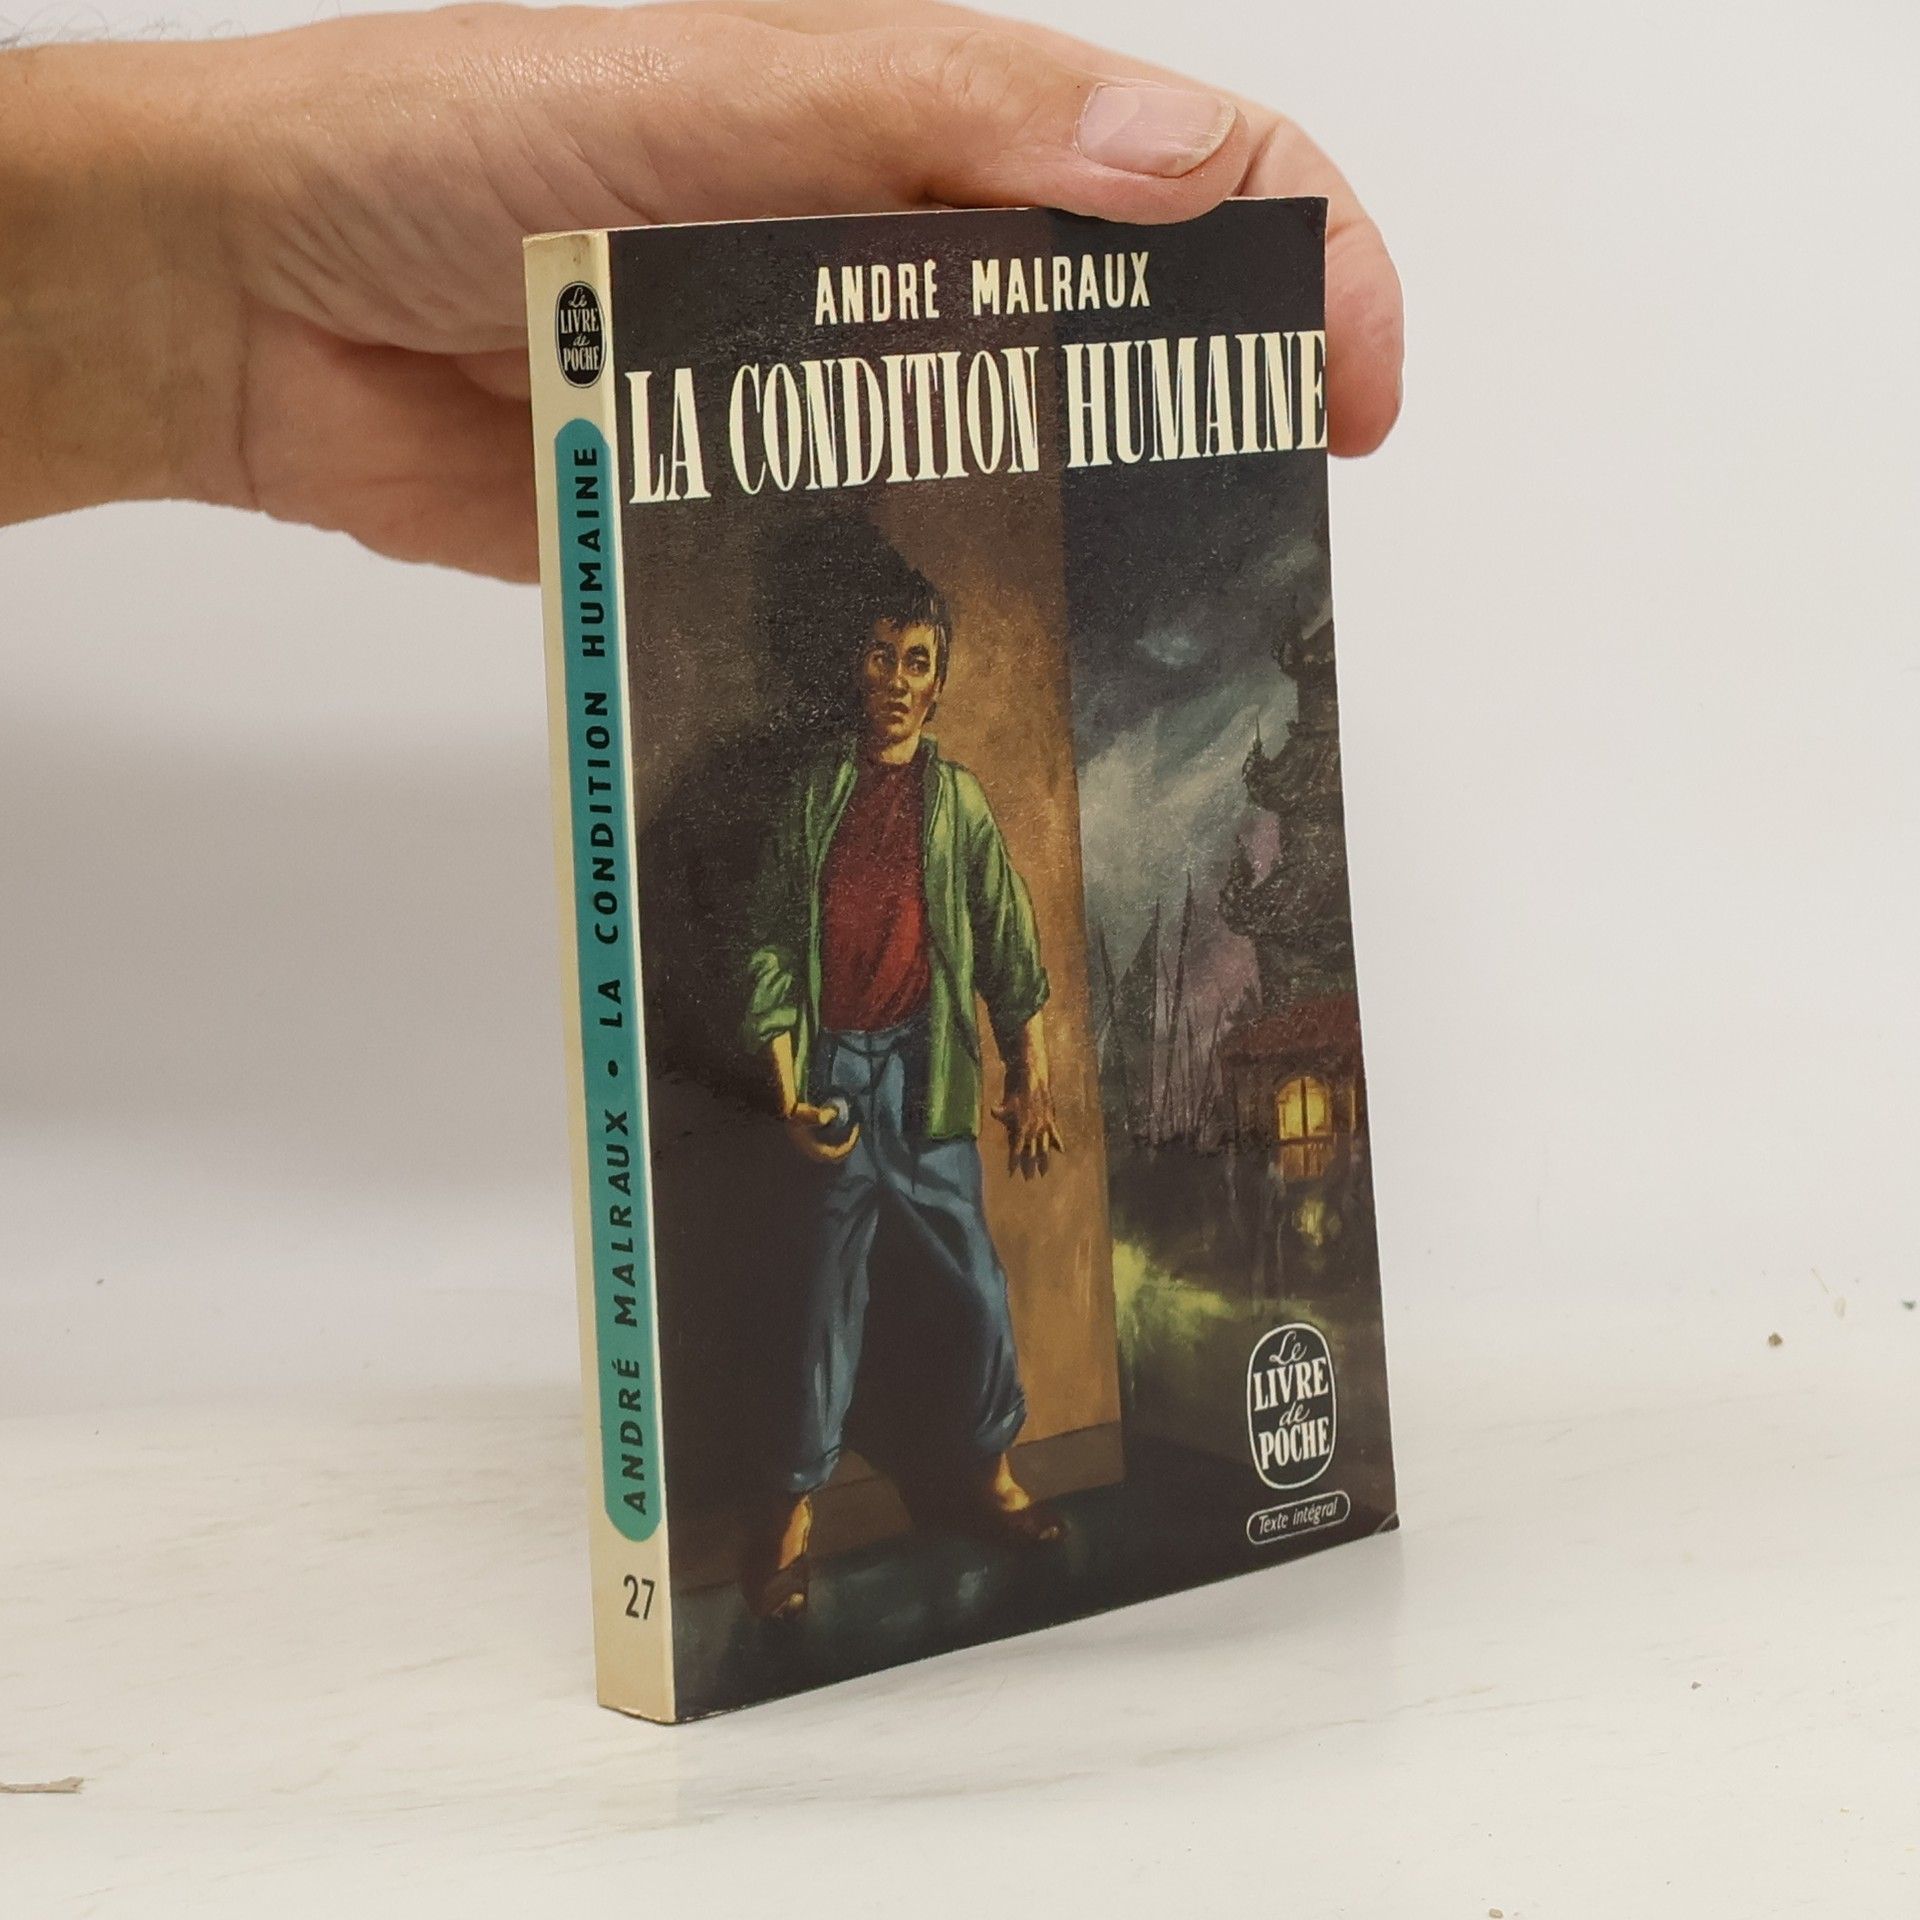 Le
LIVRE
de
POCHE
ANDRÉ MALRAUX • LA CONDITION HUMAINE
27
ANDRÉ MALRAUX
LA CONDITION HUMAINE
Le
LIVRE
de
POCHE
Texte intégral